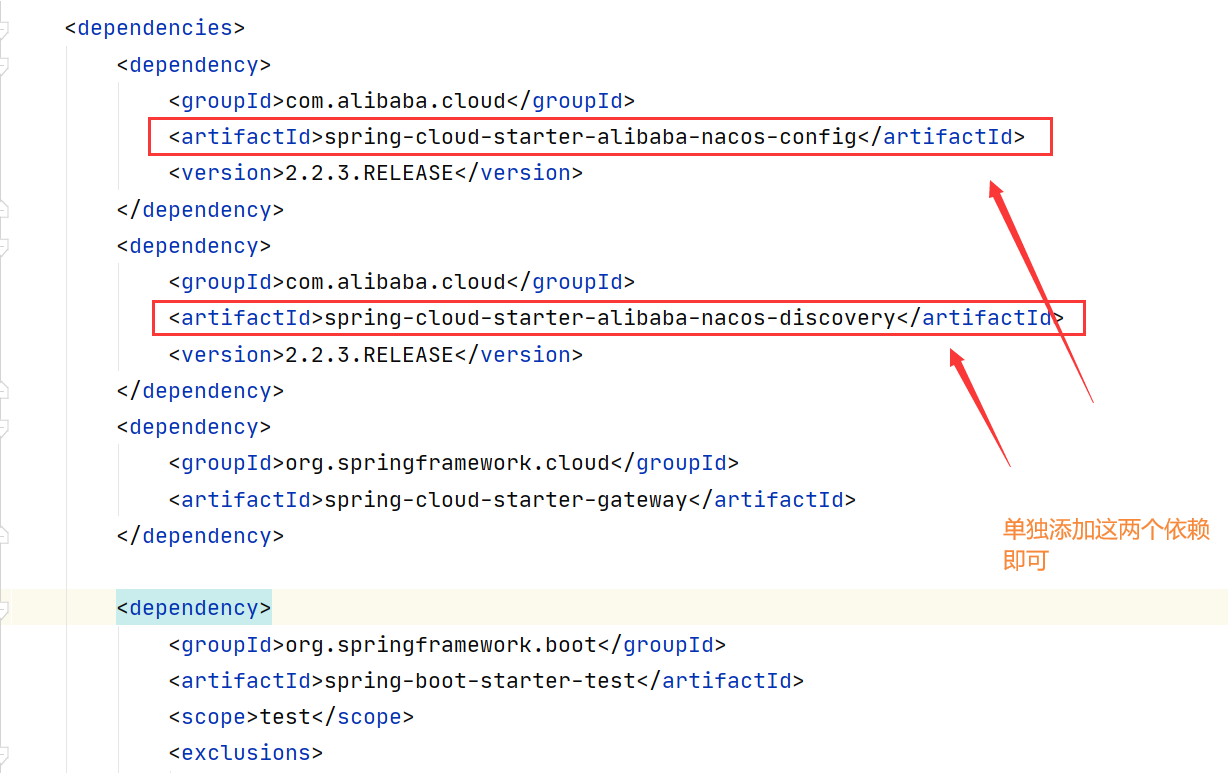 <dependencies>
<dependency>
<groupId>com.alibaba.cloud</groupId>
<artifactId>spring-cloud-starter-alibaba-nacos-config</artifactId>
<version>2.2.3.RELEASE</version>
</dependency>
<dependency>
<groupId>com.alibaba.cloud</groupId>
<artifactId>spring-cloud-starter-alibaba-nacos-discovery</artifactId>
<version>2.2.3.RELEASE</version>
</dependency>
<dependency>
<groupId>org.springframework.cloud</groupId>
<artifactId>spring-cloud-starter-gateway</artifactId>
</dependency>
单独添加这两个依赖
即可
<dependency>
<groupId>org.springframework.boot</groupId>
<artifactId>spring-boot-starter-test</artifactId>
<scope>test</scope>
<exclusions>